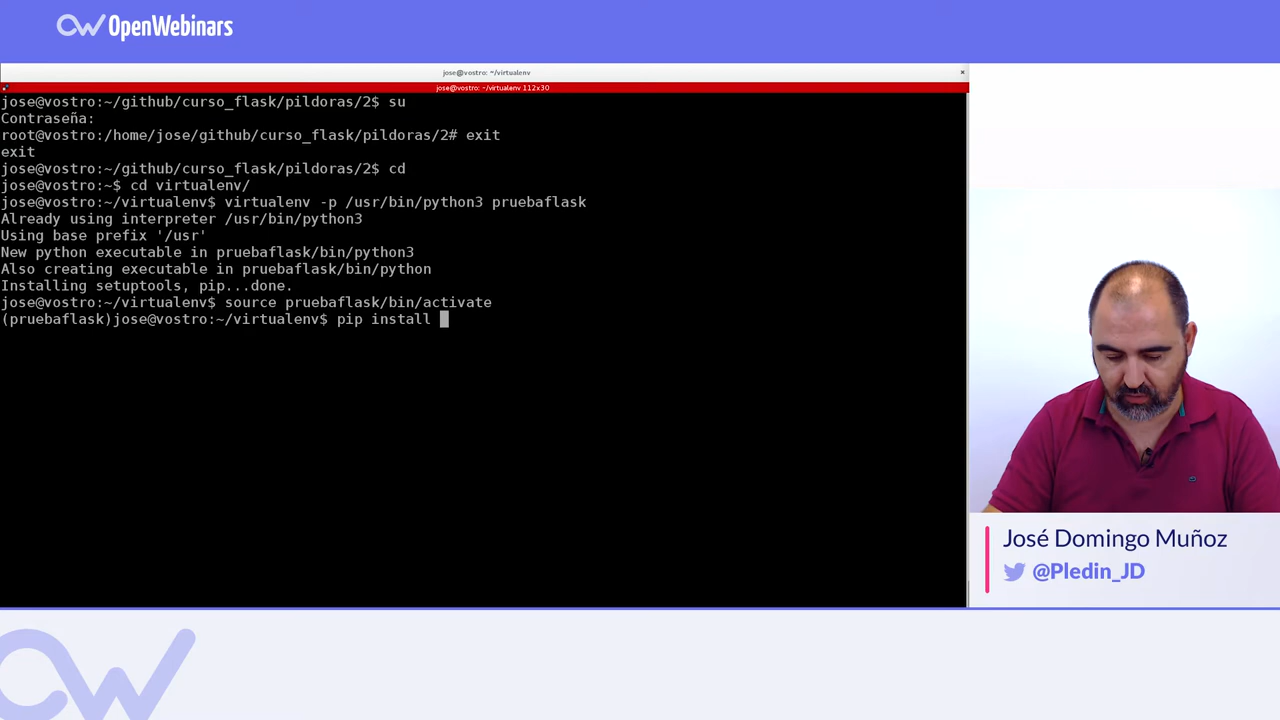 OpenWebinars
jose@vostro: ~/virtualenv
jose@vostro: ~/virtualenv 112x30
jose@vostro:~/github/curso_flask/pildoras/2$ su
Contraseña:
root@vostro:/home/jose/github/curso_flask/pildoras/2# exit
exit
jose@vostro:~/github/curso_flask/pildoras/2$ cd
jose@vostro:~$ cd virtualenv/
jose@vostro:~/virtualenv$ virtualenv -p /usr/bin/python3 pruebaflask
Already using interpreter /usr/bin/python3
Using base prefix '/usr'
New python executable in pruebaflask/bin/python3
Also creating executable in pruebaflask/bin/python
Installing setuptools, pip...done.
jose@vostro:~/virtualenv$ source pruebaflask/bin/activate
(pruebaflask)jose@vostro:~/virtualenv$ pip install
José Domingo Muñoz
@Pledin_JD